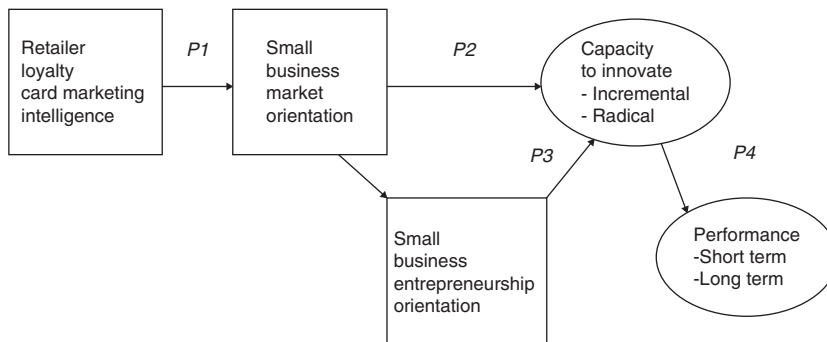 Retailer
loyalty
card marketing
intelligence
P1
Small
business
market
orientation
P2
Capacity
to innovate
- Incremental
- Radical
P3
P4
Small
business
entrepreneurship
orientation
Performance
-Short term
-Long term